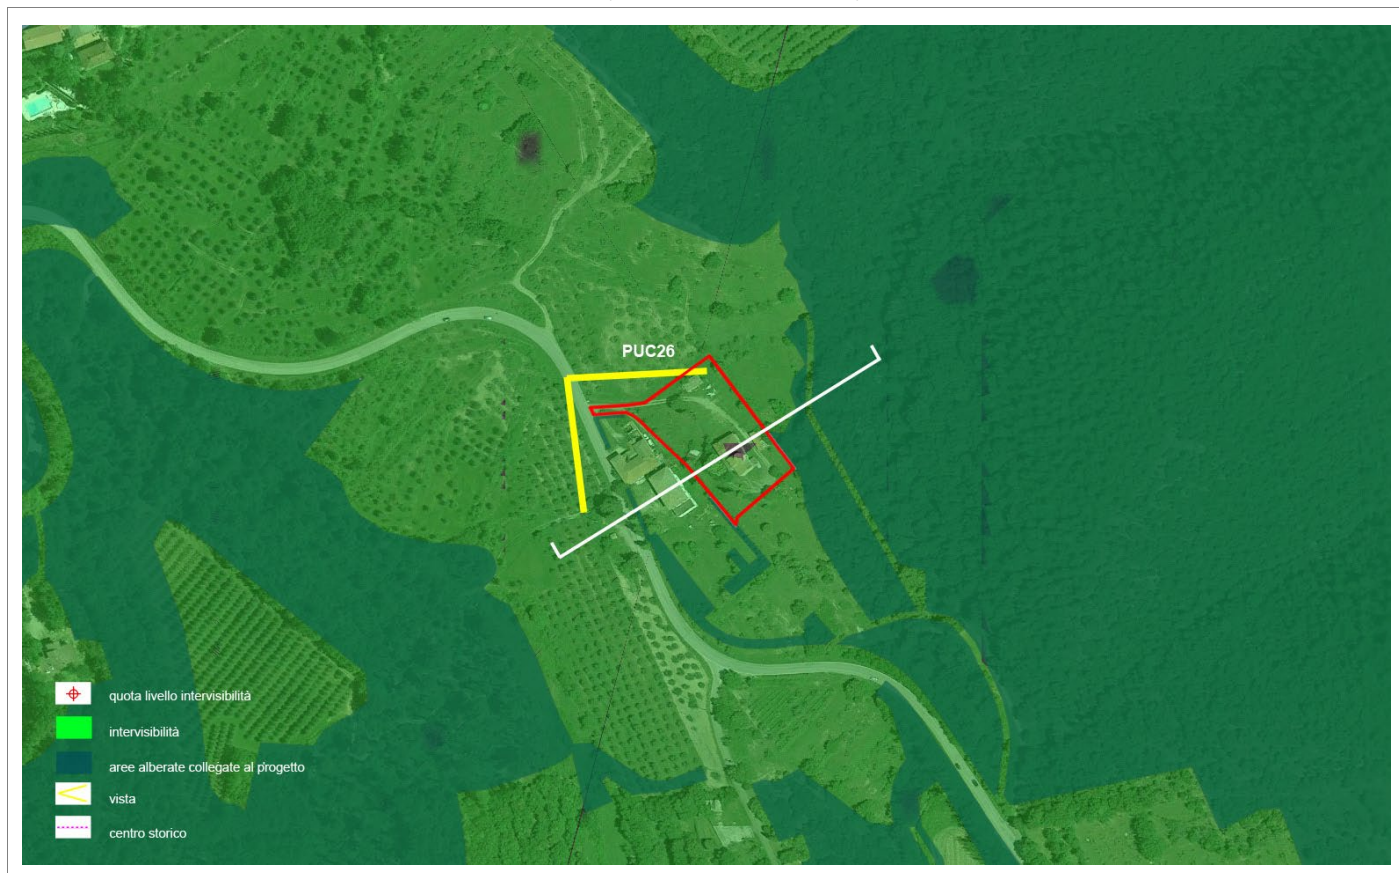 PUC26
quota livello intervisibilità
intervisibilità
aree alberate collegate al progetto
vista
centro storico